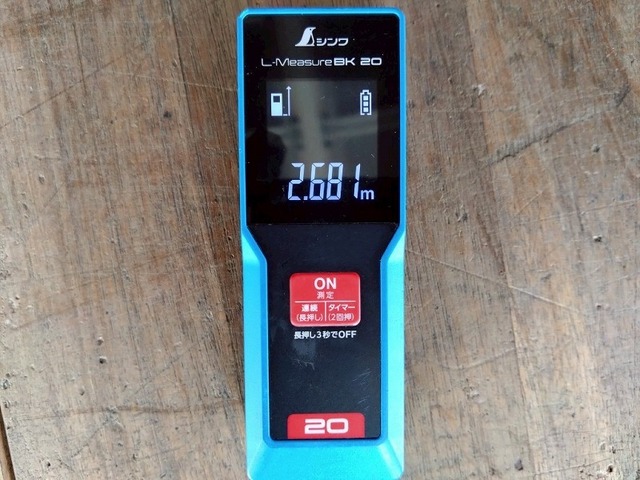 シンワ
L-Measure BK 20
2.681m
ON
測定
連続 タイマー
(長押し) (2回押)
長押し3秒でOFF
20